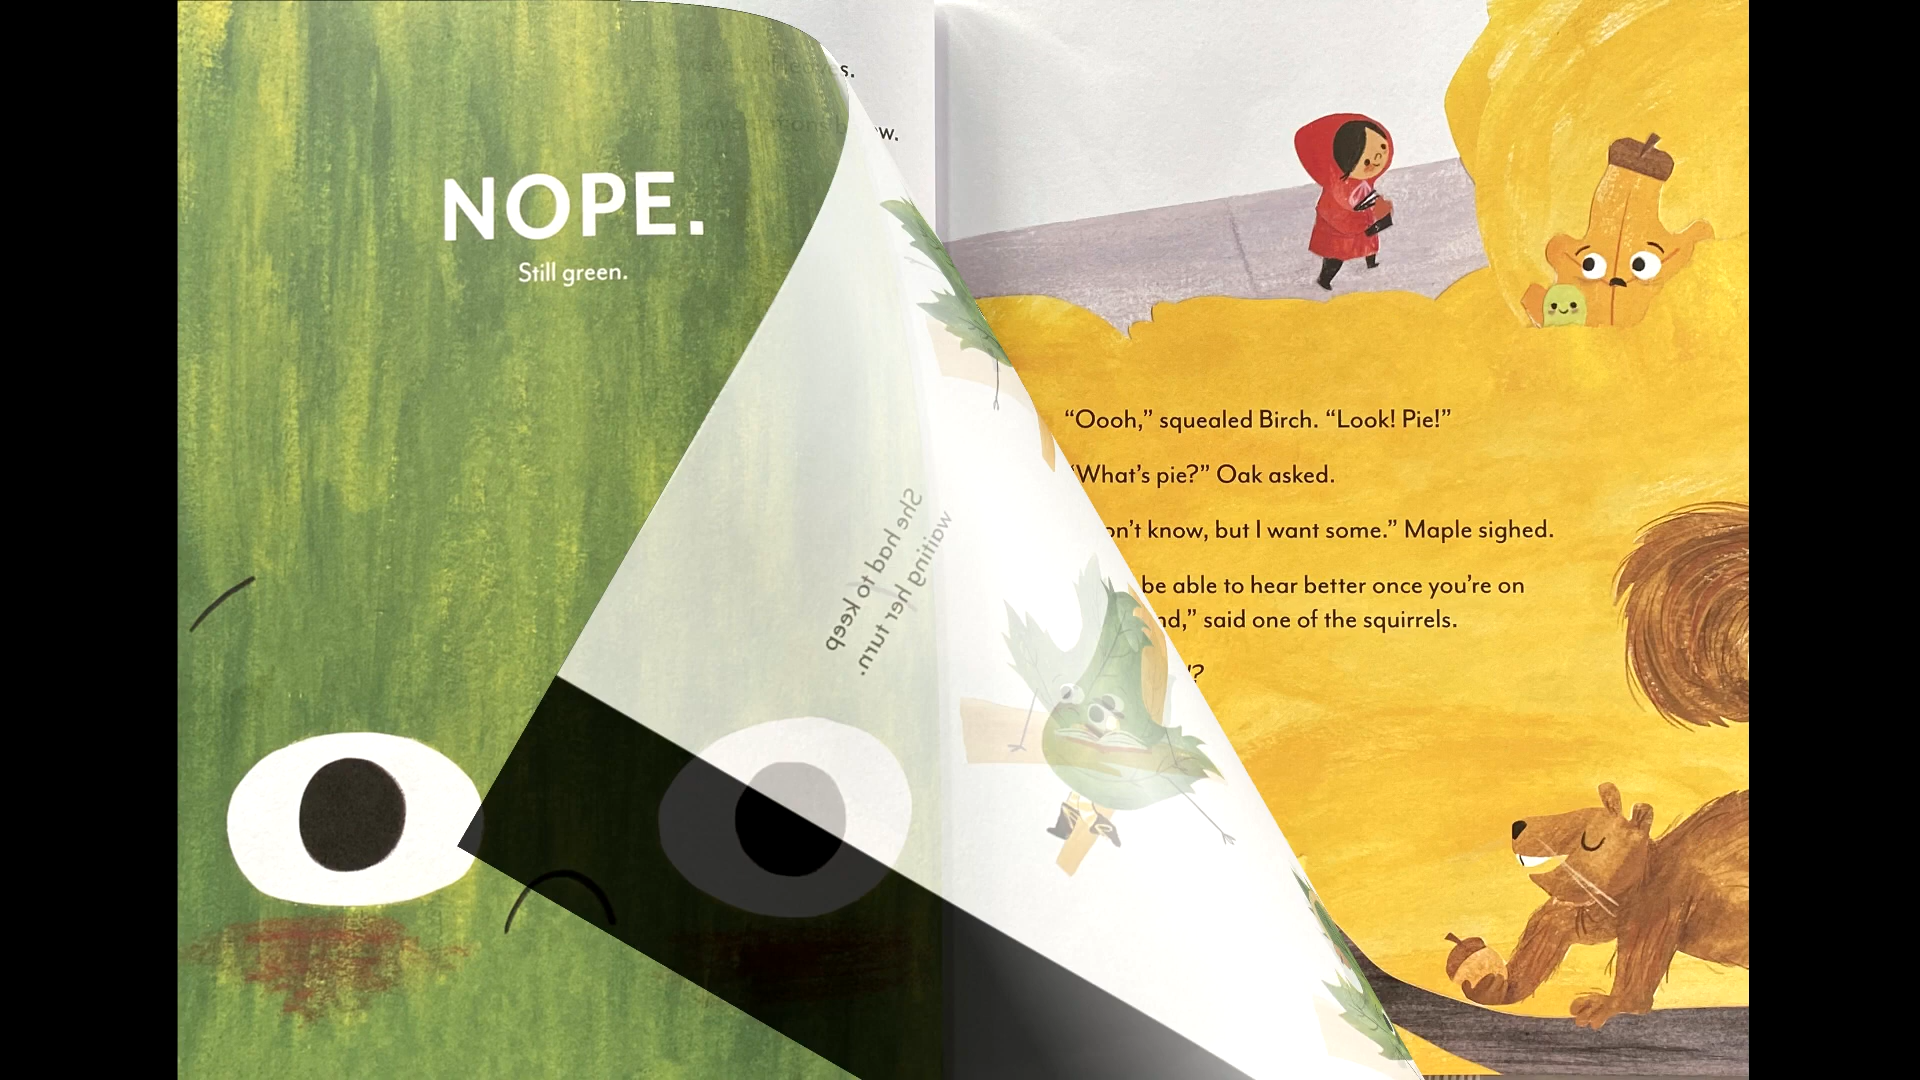 NOPE.
Still green.
She had to keep
waiting her turn.
“Oooh,” squealed Birch. “Look! Pie!”
“What’s pie?” Oak asked.
know, but I want some.” Maple sighed.
be able to hear better once you’re on
said one of the squirrels.